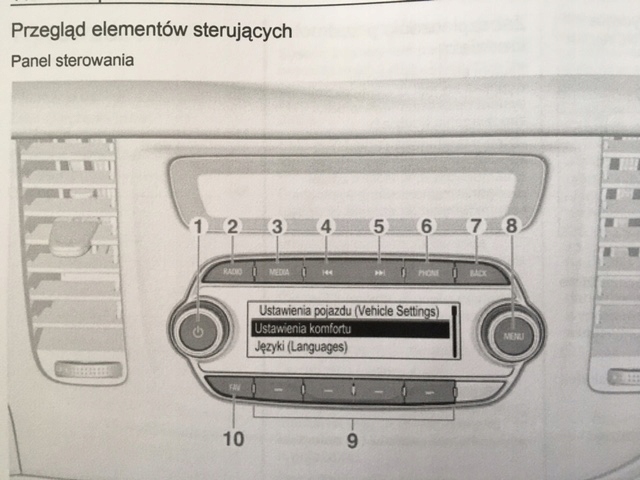 Przegląd elementów sterujących
Panel sterowania
1 2 3 4 5 6 7 8
RADIO MEDIA PHONE BACK
Ustawienia pojazdu (Vehicle Settings)
Ustawienia komfortu
Języki (Languages)
MENU
FAV
10 9